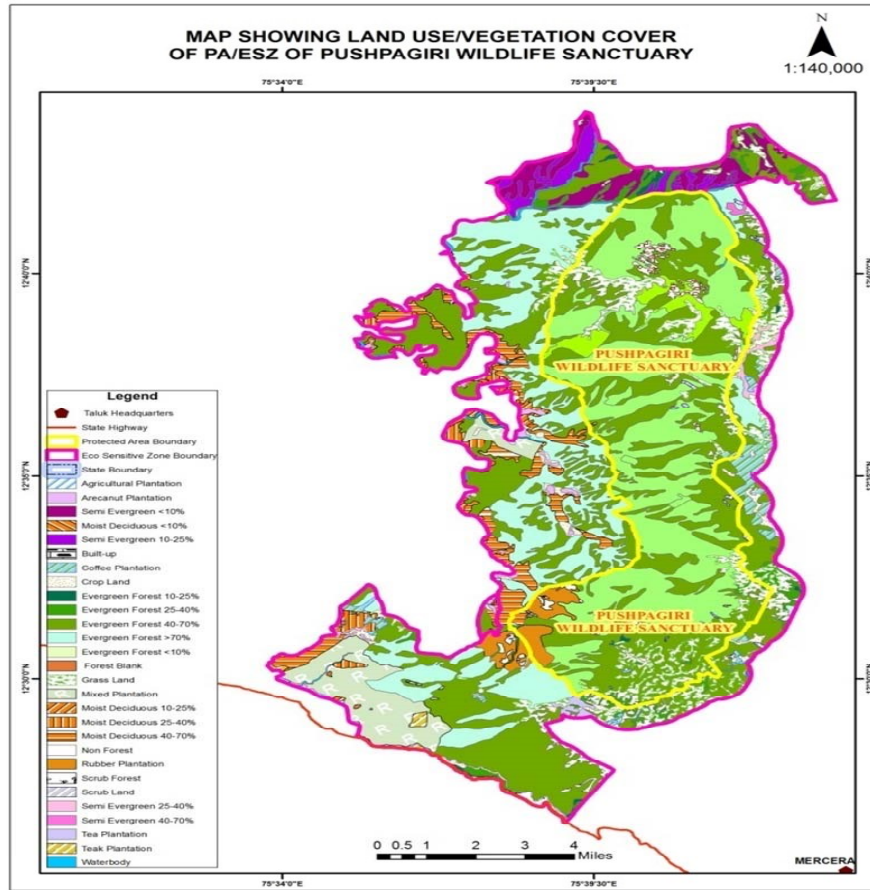 MAP SHOWING LAND USE/VEGETATION COVER
OF PA/ESZ OF PUSHPAGIRI WILDLIFE SANCTUARY
N
1:140,000
75°34'0"E
75°39'30"E
12°40'0"N
12°35'"N
12°30'0"N
PUSHPAGIRI
WILDLIFE SANCTUARY
PUSHPAGIRI
WILDLIFE SANCTUARY
Legend
Taluk Headquarters
State Highway
Protected Area Boundary
Eco Sensitive Zone Boundary
State Boundary
Agricultural Plantation
Arecanut Plantation
Semi Evergreen <10%
Moist Deciduous <10%
Semi Evergreen 10-25%
Built-up
Coffee Plantation
Crop Land
Evergreen Forest 10-25%
Evergreen Forest 25-40%
Evergreen Forest 40-70%
Evergreen Forest >70%
Evergreen Forest <10%
Forest Blank
Grass Land
Mixed Plantation
Moist Deciduous 10-25%
Moist Deciduous 25-40%
Moist Deciduous 40-70%
Non Forest
Rubber Plantation
Scrub Forest
Scrub Land
Semi Evergreen 25-40%
Semi Evergreen 40-70%
Tea Plantation
Teak Plantation
Waterbody
0 0.5 1 2 3 4
Miles
MERCERA
75°34'0"E
75°39'30"E